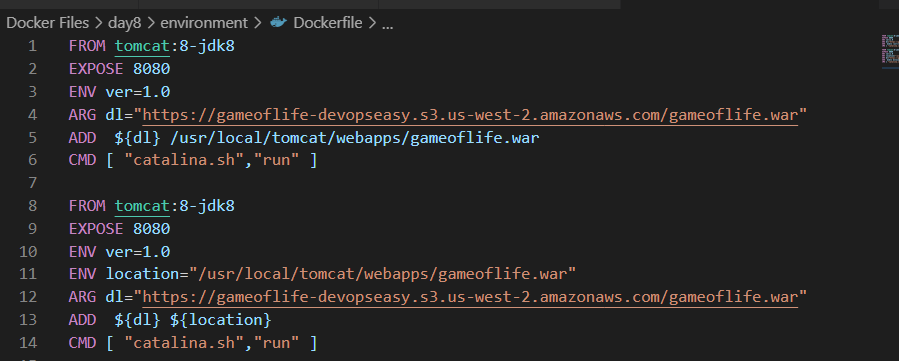 Docker Files > day8 > environment > Dockerfile > ...
1 FROM tomcat:8-jdk8
2 EXPOSE 8080
3 ENV ver=1.0
4 ARG dl="https://gameoflife-devopseasy.s3.us-west-2.amazonaws.com/gameoflife.war"
5 ADD  ${dl} /usr/local/tomcat/webapps/gameoflife.war
6 CMD [ "catalina.sh","run" ]
7
8 FROM tomcat:8-jdk8
9 EXPOSE 8080
10 ENV ver=1.0
11 ENV location="/usr/local/tomcat/webapps/gameoflife.war"
12 ARG dl="https://gameoflife-devopseasy.s3.us-west-2.amazonaws.com/gameoflife.war"
13 ADD  ${dl} ${location}
14 CMD [ "catalina.sh","run" ]